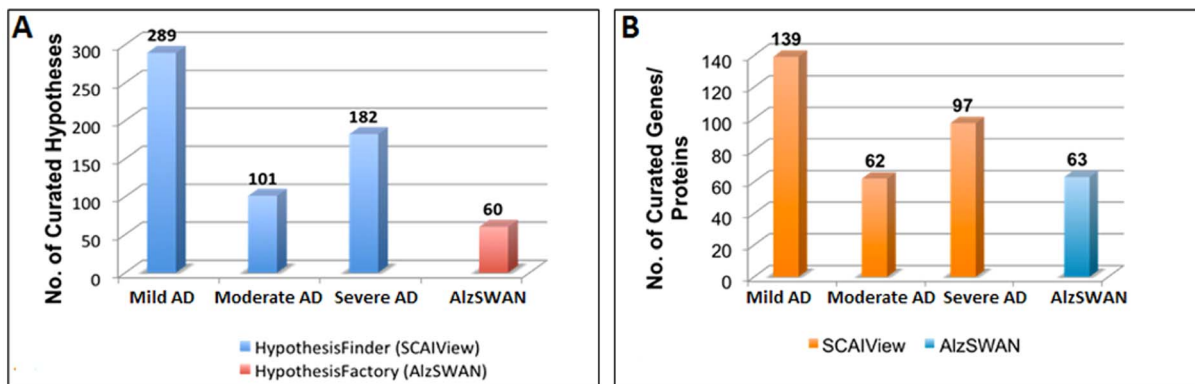 A
No. of Curated Hypotheses
300
250
200
150
100
50
0
289
101
182
60
Mild AD Moderate AD Severe AD AlzSWAN
HypothesisFinder (SCAIView)
HypothesisFactory (AlzSWAN)
B
No. of Curated Genes/
Proteins
140
120
100
80
60
40
20
0
139
62
97
63
Mild AD Moderate AD Severe AD AlzSWAN
SCAIView AlzSWAN